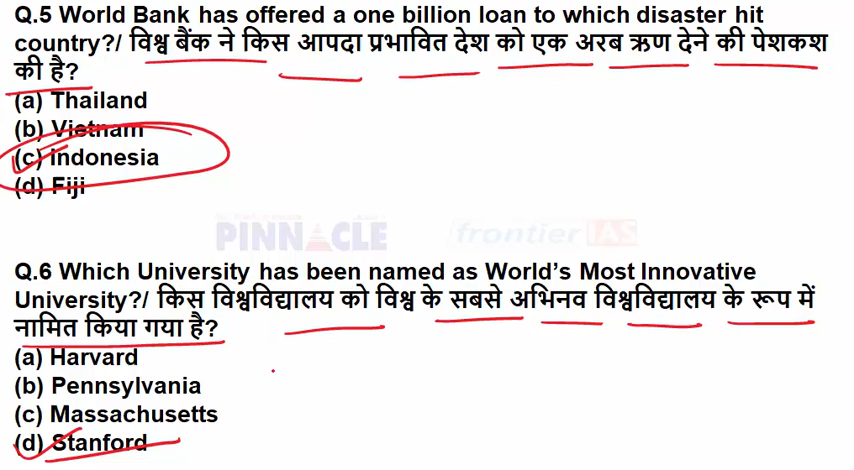 Q.5 World Bank has offered a one billion loan to which disaster hit
country?/ विश्व बैंक ने किस आपदा प्रभावित देश को एक अरब ऋण देने की पेशकश
की है?
(a) Thailand
(b) Vietnam
(c) Indonesia
(d) Fiji
PINNACLE frontier IAS
Q.6 Which University has been named as World's Most Innovative
University?/ किस विश्वविद्यालय को विश्व के सबसे अभिनव विश्वविद्यालय के रूप में
नामित किया गया है?
(a) Harvard
(b) Pennsylvania
(c) Massachusetts
(d) Stanford